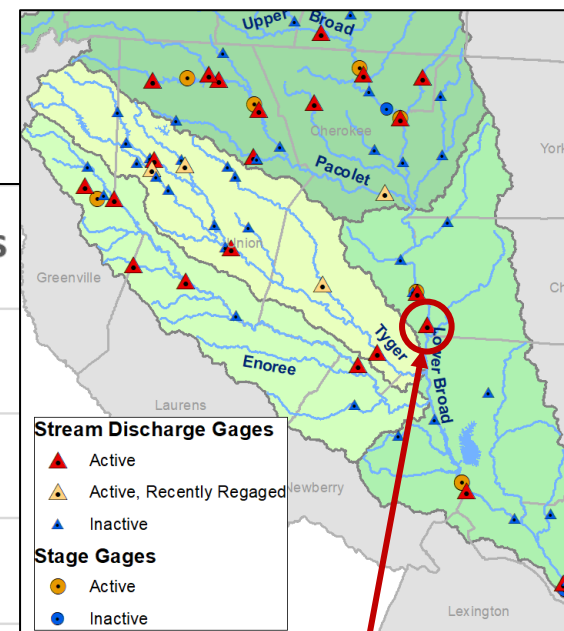 Upper Broad
York
Cherokee
Pacolet
S
Union
Greenville
Ch
Tyger
Lower Broad
Enoree
Laurens
Stream Discharge Gages
Active
Active, Recently Regaged
Newberry
Inactive
Stage Gages
Active
Inactive
Lexington